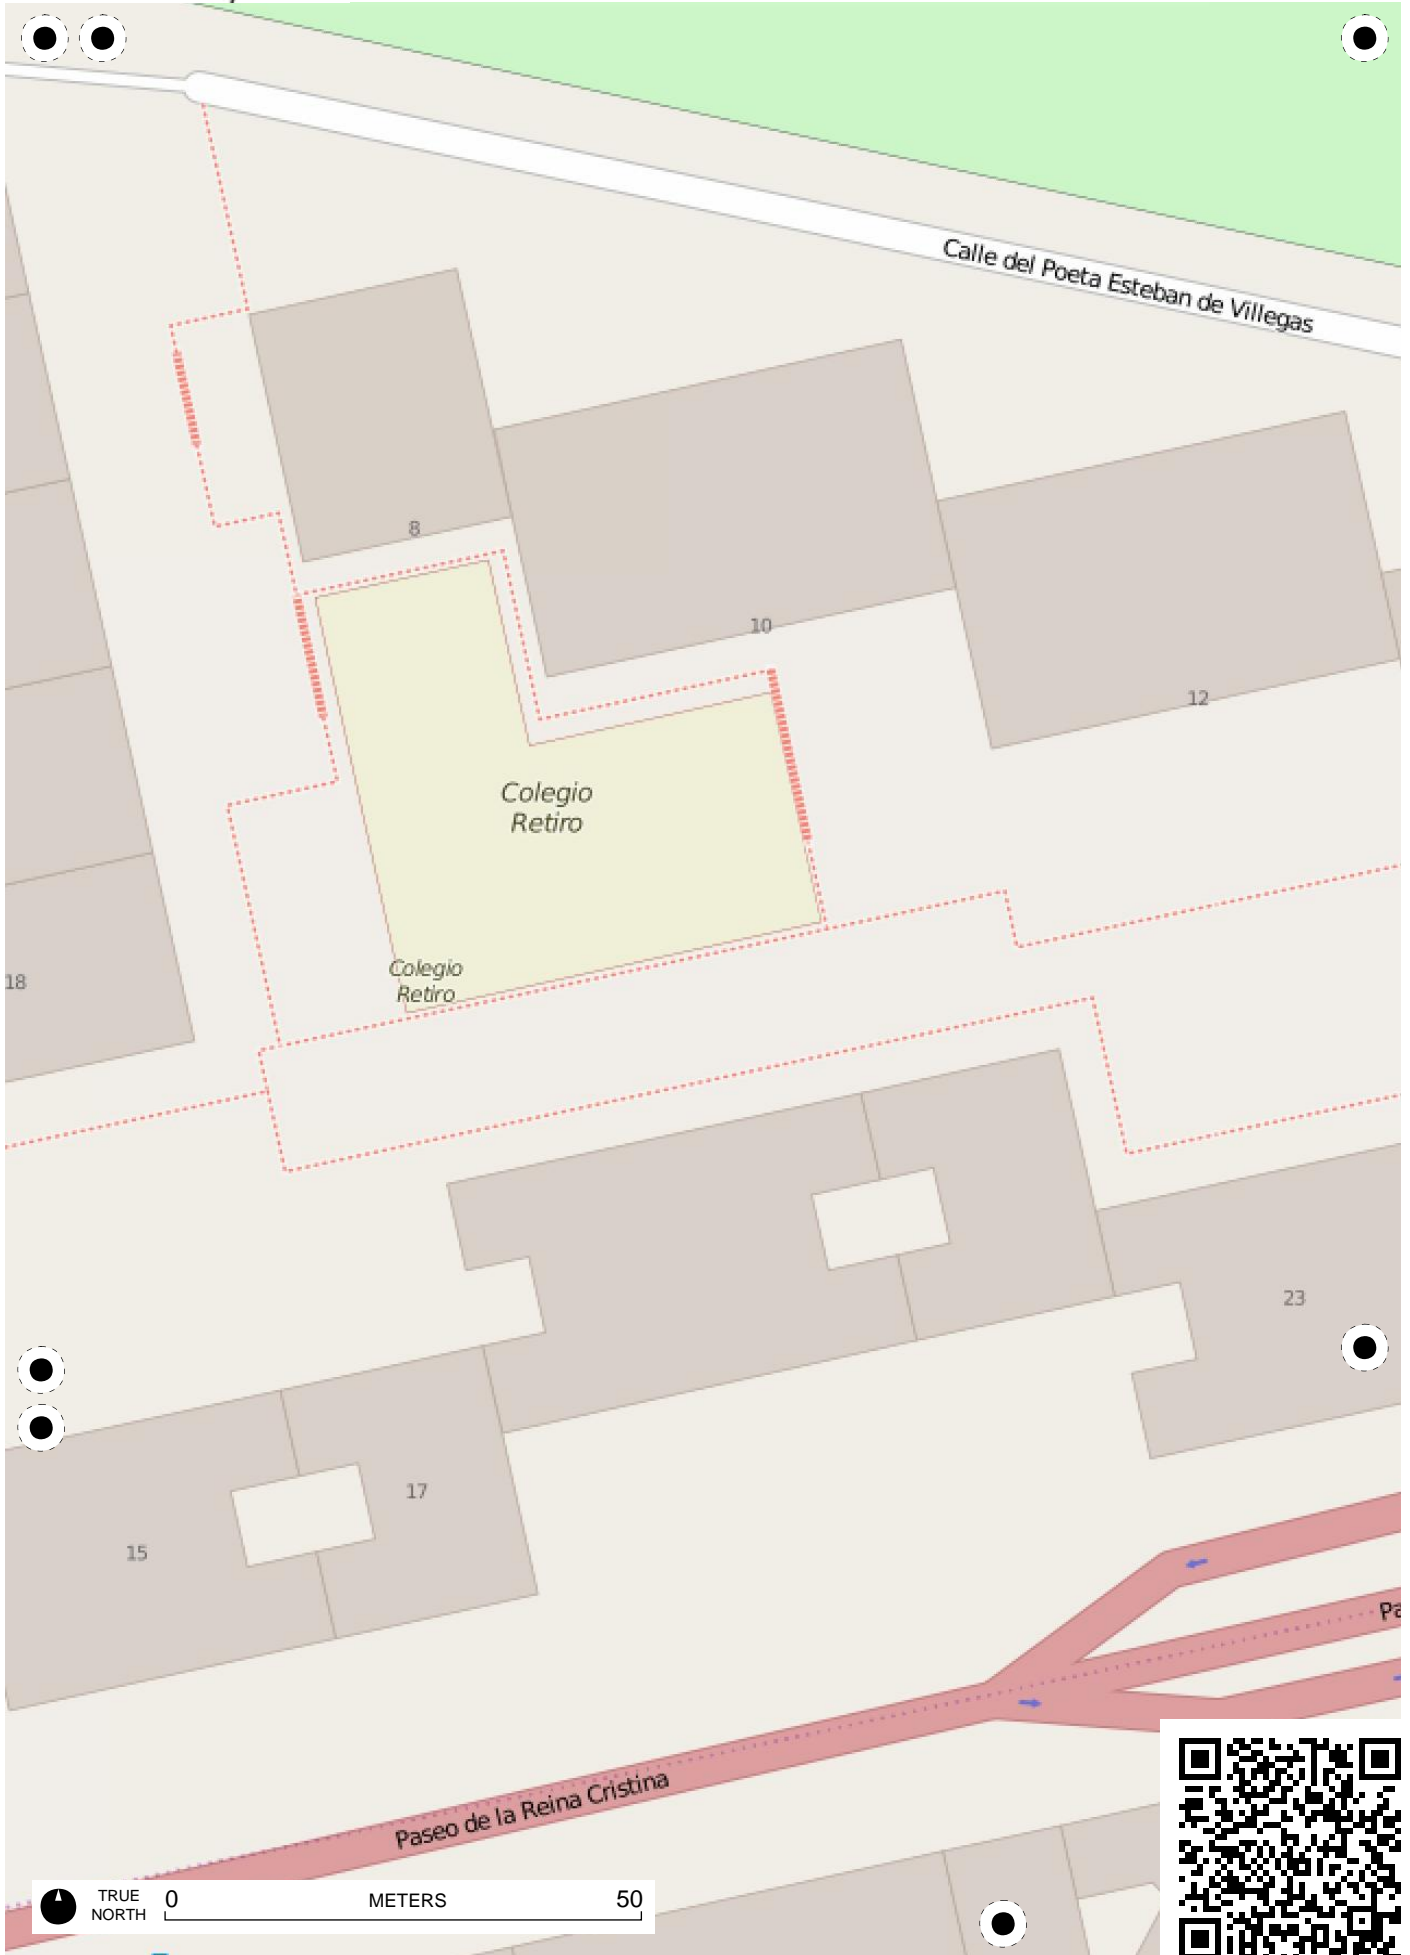 Calle del Poeta Esteban de Villegas
8
10
12
Colegio
Retiro
Colegio
Retiro
18
23
17
15
Pa
Paseo de la Reina Cristina
TRUE
NORTH
0 METERS 50